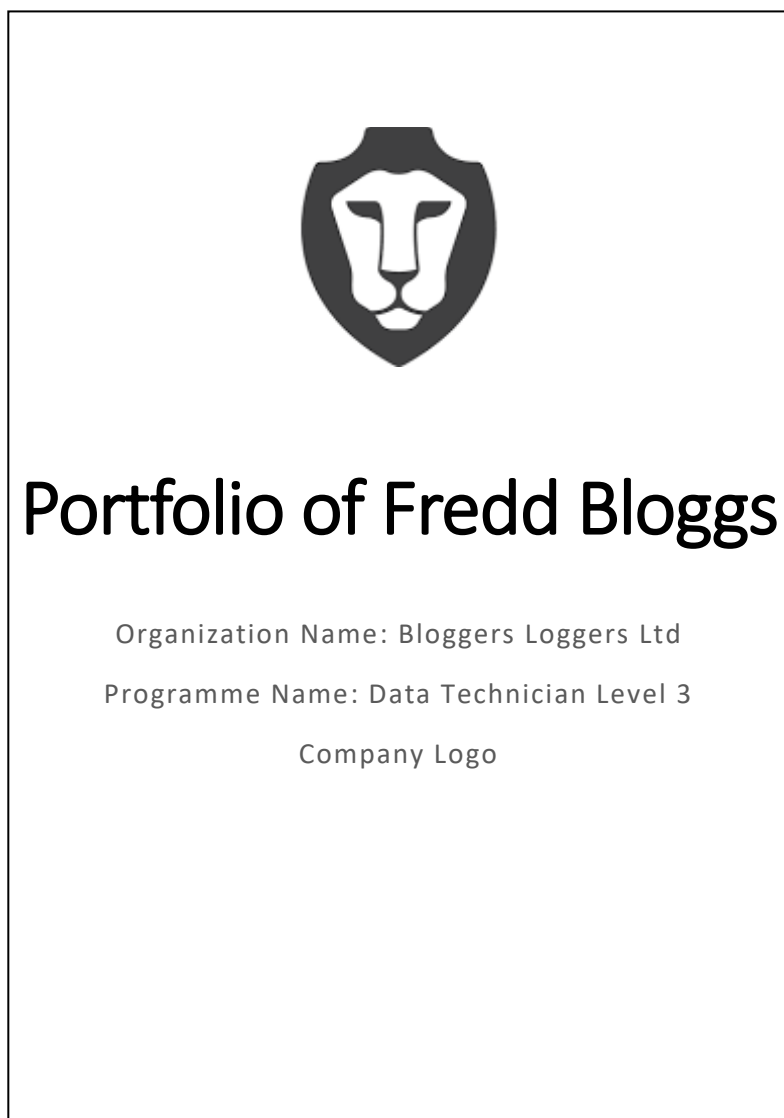 Portfolio of Fredd Bloggs
Organization Name: Bloggers Loggers Ltd
Programme Name: Data Technician Level 3
Company Logo